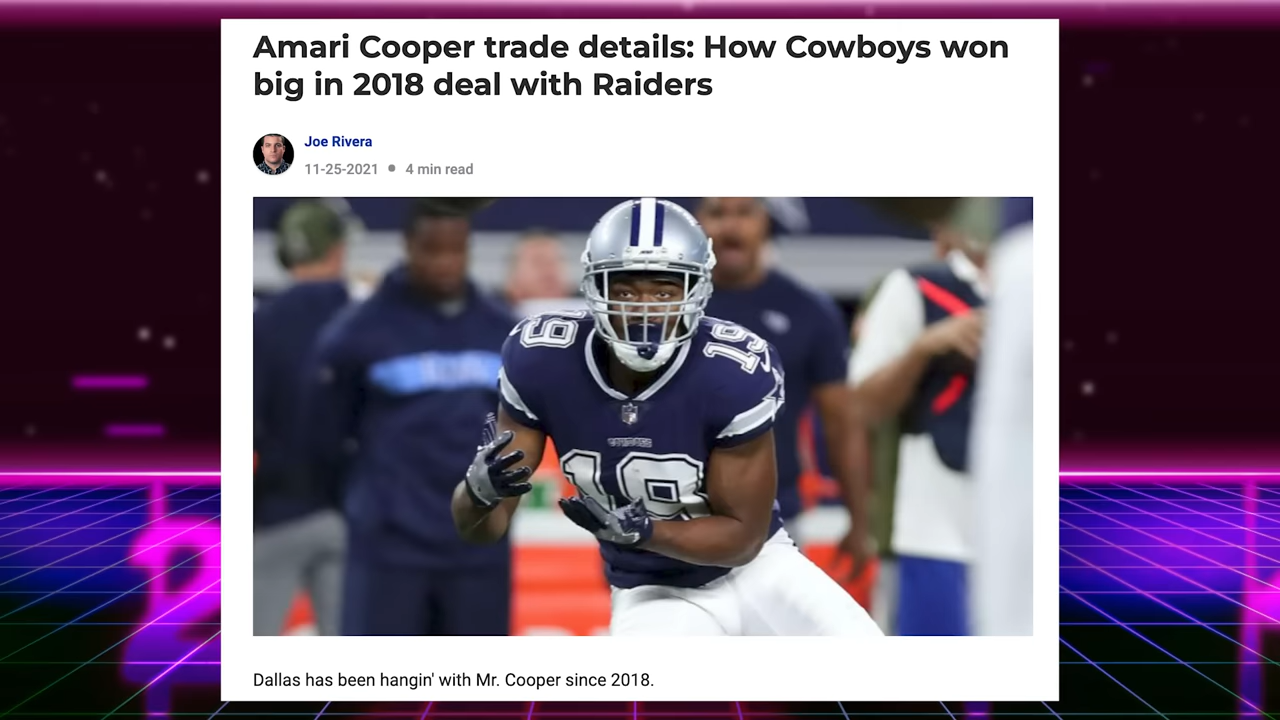 Amari Cooper trade details: How Cowboys won
big in 2018 deal with Raiders
Joe Rivera
11-25-2021 • 4 min read
19
19
19
Dallas has been hangin' with Mr. Cooper since 2018.